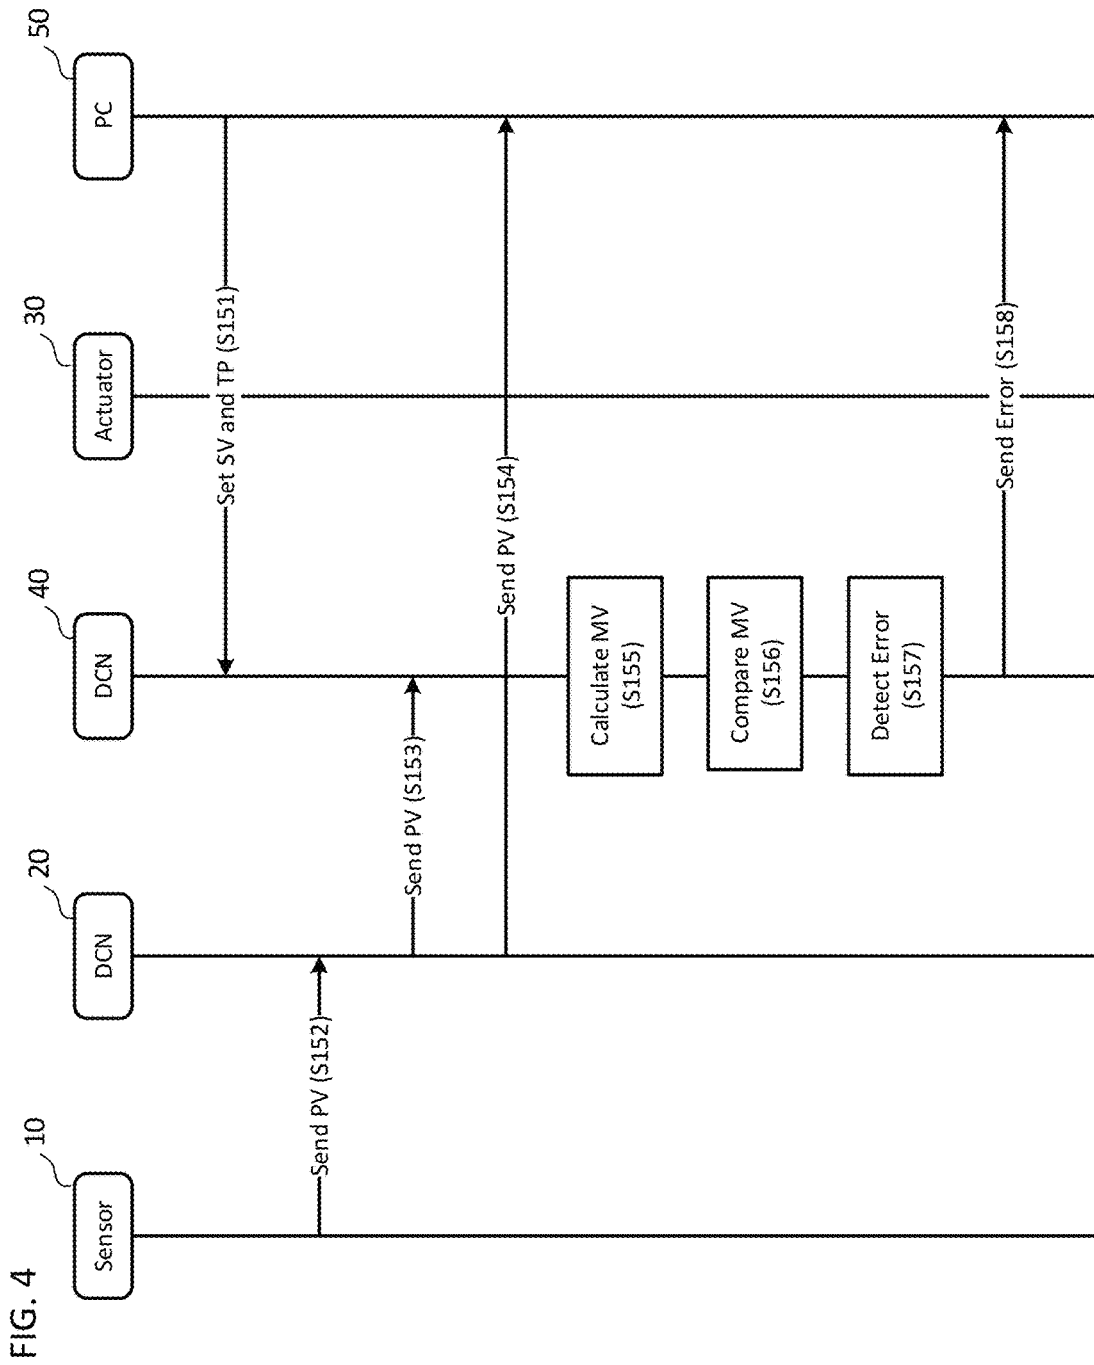 FIG. 4
10
20
40
30
50
Sensor
DCN
DCN
Actuator
PC
Set SV and TP (S151)
Send PV (S152)
Send PV (S153)
Send PV (S154)
Calculate MV
(S155)
Compare MV
(S156)
Detect Error
(S157)
Send Error (S158)